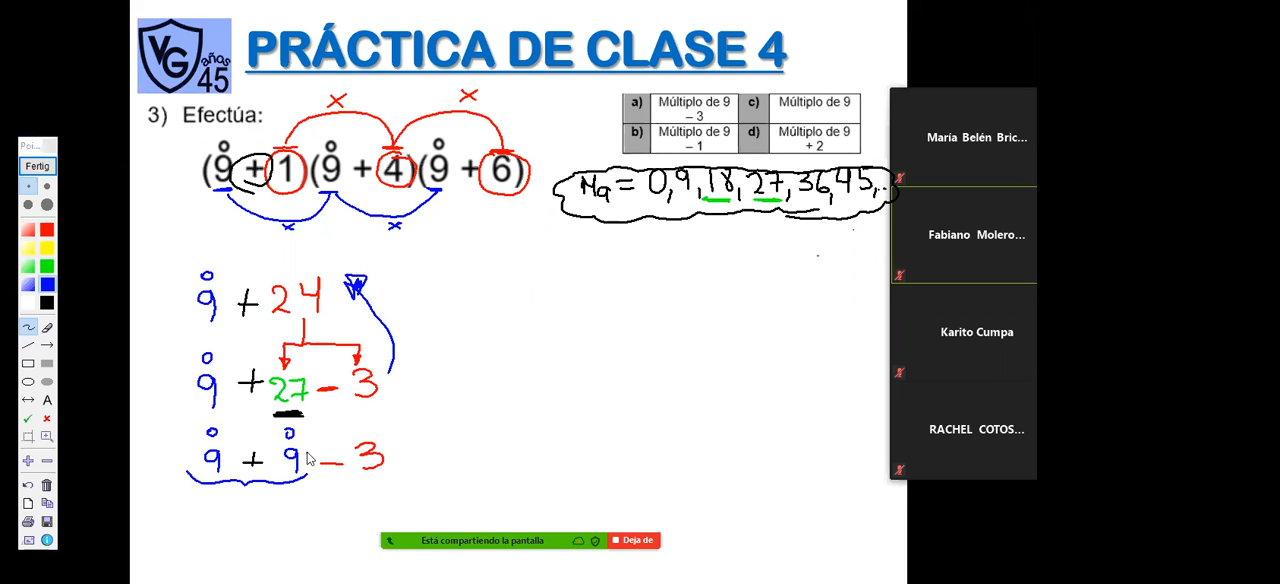 VG años 45
PRÁCTICA DE CLASE 4
3) Efectúa:
(9̊ + 1)(9̊ + 4)(9̊ + 6)
x x
x x
a) Múltiplo de 9 – 3
c) Múltiplo de 9
b) Múltiplo de 9 – 1
d) Múltiplo de 9 + 2
M9 = 0,9,18,27,36,45,..
9̊ + 24
9̊ + 27 – 3
9̊ + 9̊ – 3
Poi...
Fertig
A
María Belén Bric...
Fabiano Molero...
Karito Cumpa
RACHEL COTOS...
Está compartiendo la pantalla
Deja de